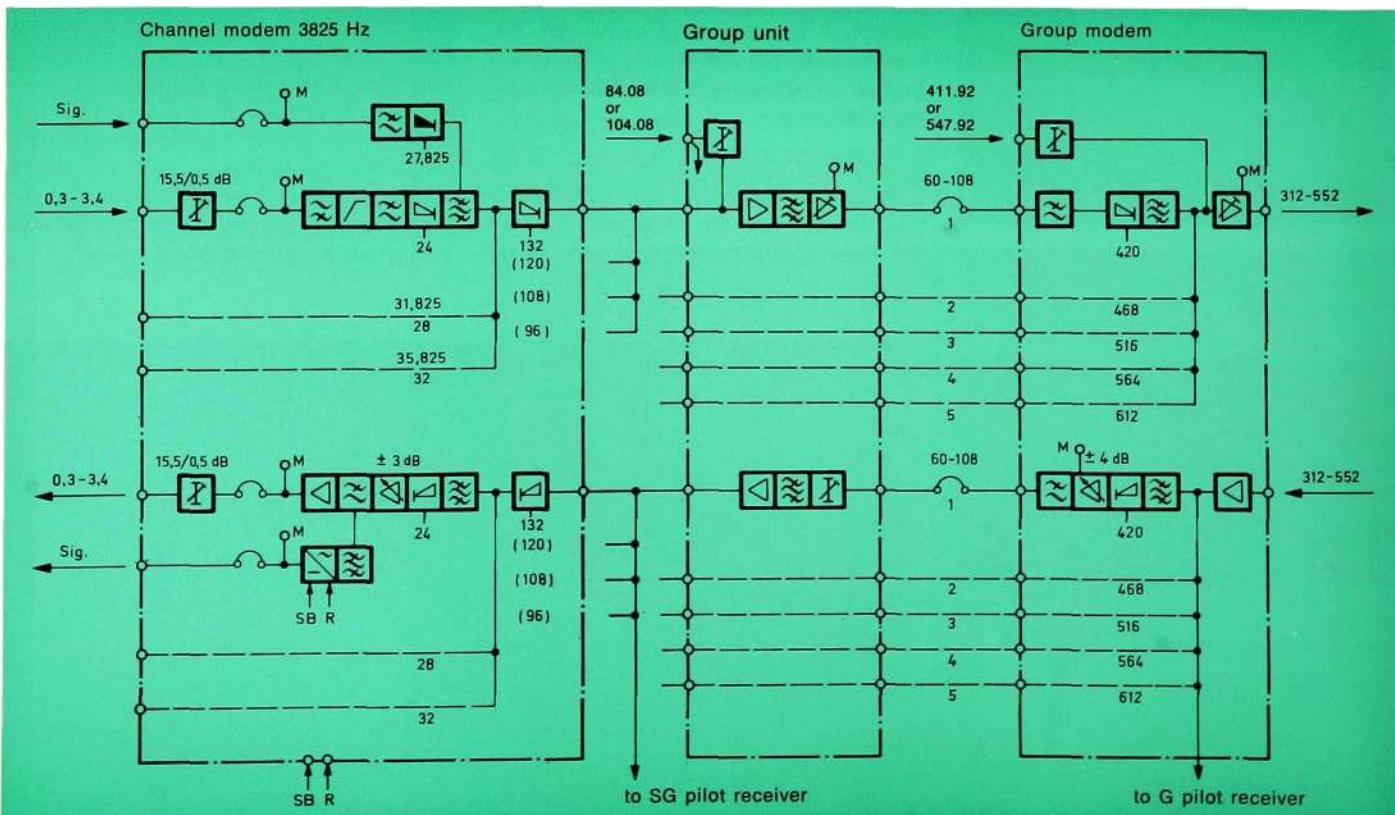 Channel modem 3825 Hz
Group unit
Group modem
Sig.
M
27,825
84.08
or
104.08
411.92
or
547.92
0,3-3,4
15,5/0,5 dB
M
24
132
(120)
(108)
(96)
M
60-108
1
420
M
312-552
31,825
28
35,825
32
2
468
3
516
4
564
5
612
0,3-3,4
15,5/0,5 dB
M
± 3 dB
24
132
(120)
(108)
(96)
60-108
1
M
± 4 dB
420
312-552
Sig.
M
SB R
28
32
2
468
3
516
4
564
5
612
SB R
to SG pilot receiver
to G pilot receiver